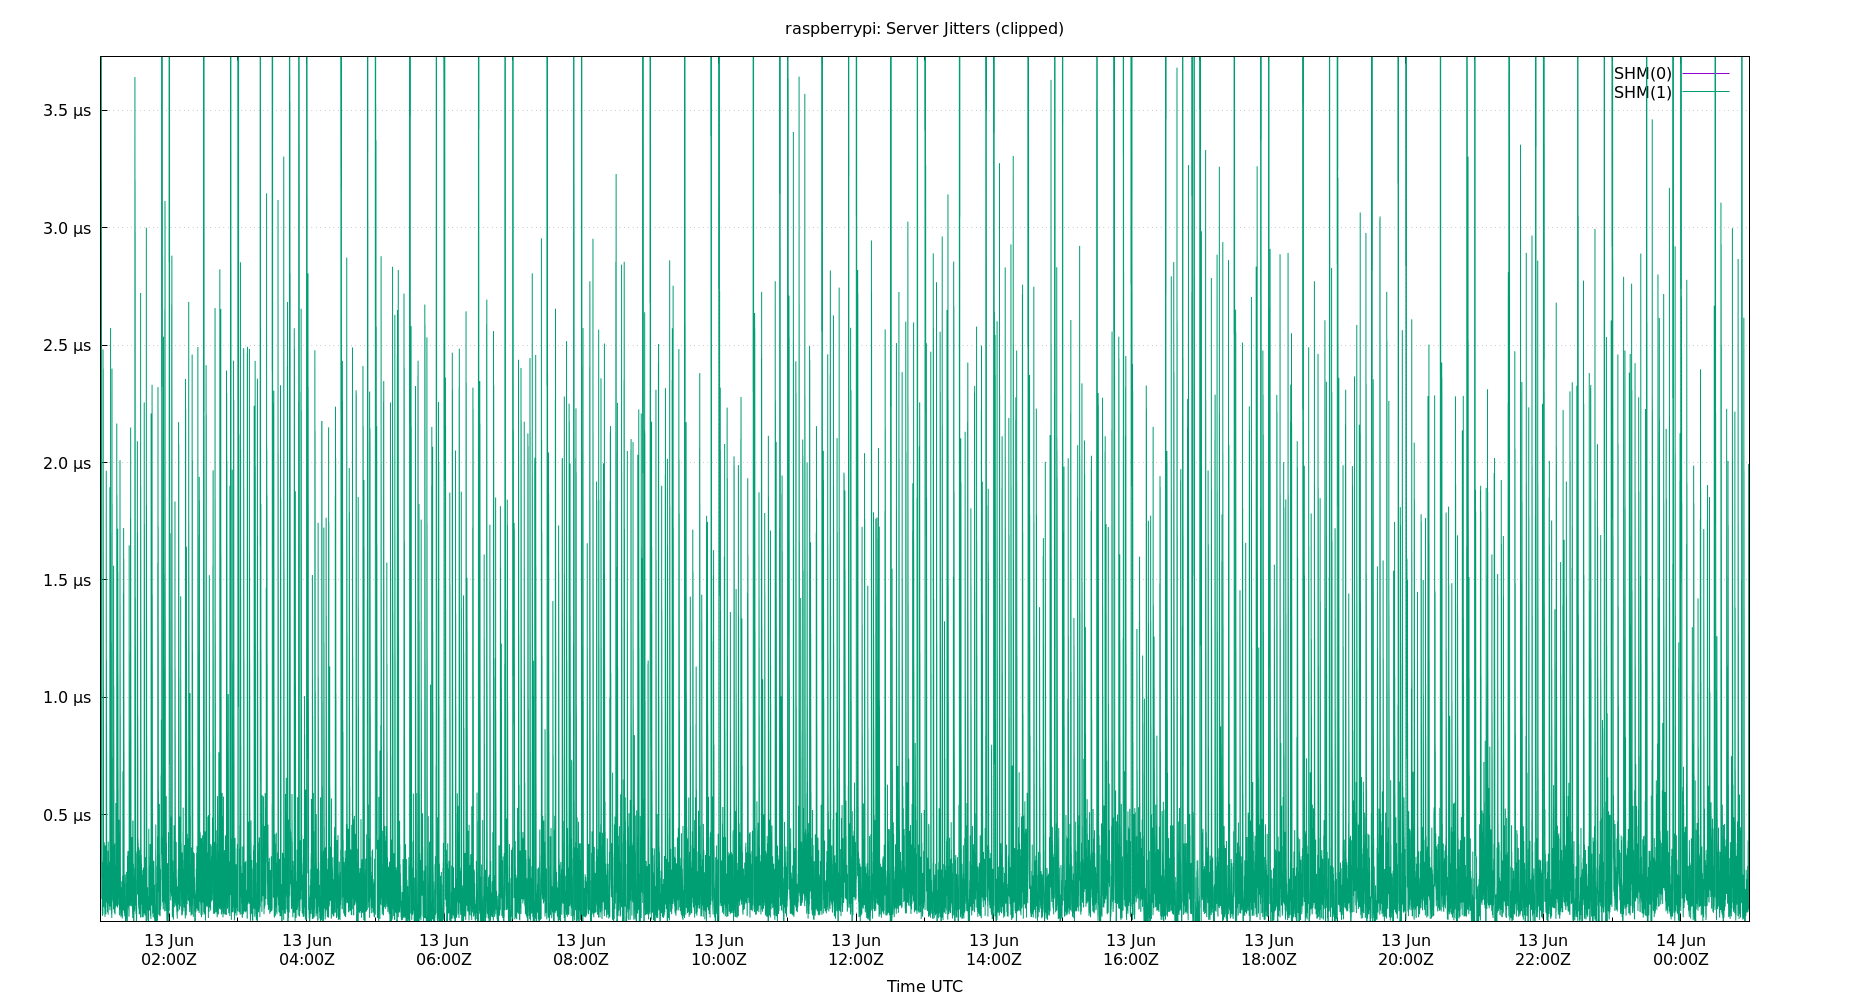 raspberrypi: Server Jitters (clipped)
SHM(0)
SHM(1)
3.5 µs
3.0 µs
2.5 µs
2.0 µs
1.5 µs
1.0 µs
0.5 µs
13 Jun 13 Jun 13 Jun 13 Jun 13 Jun 13 Jun 13 Jun 13 Jun 13 Jun 13 Jun 13 Jun 14 Jun
02:00Z 04:00Z 06:00Z 08:00Z 10:00Z 12:00Z 14:00Z 16:00Z 18:00Z 20:00Z 22:00Z 00:00Z
Time UTC